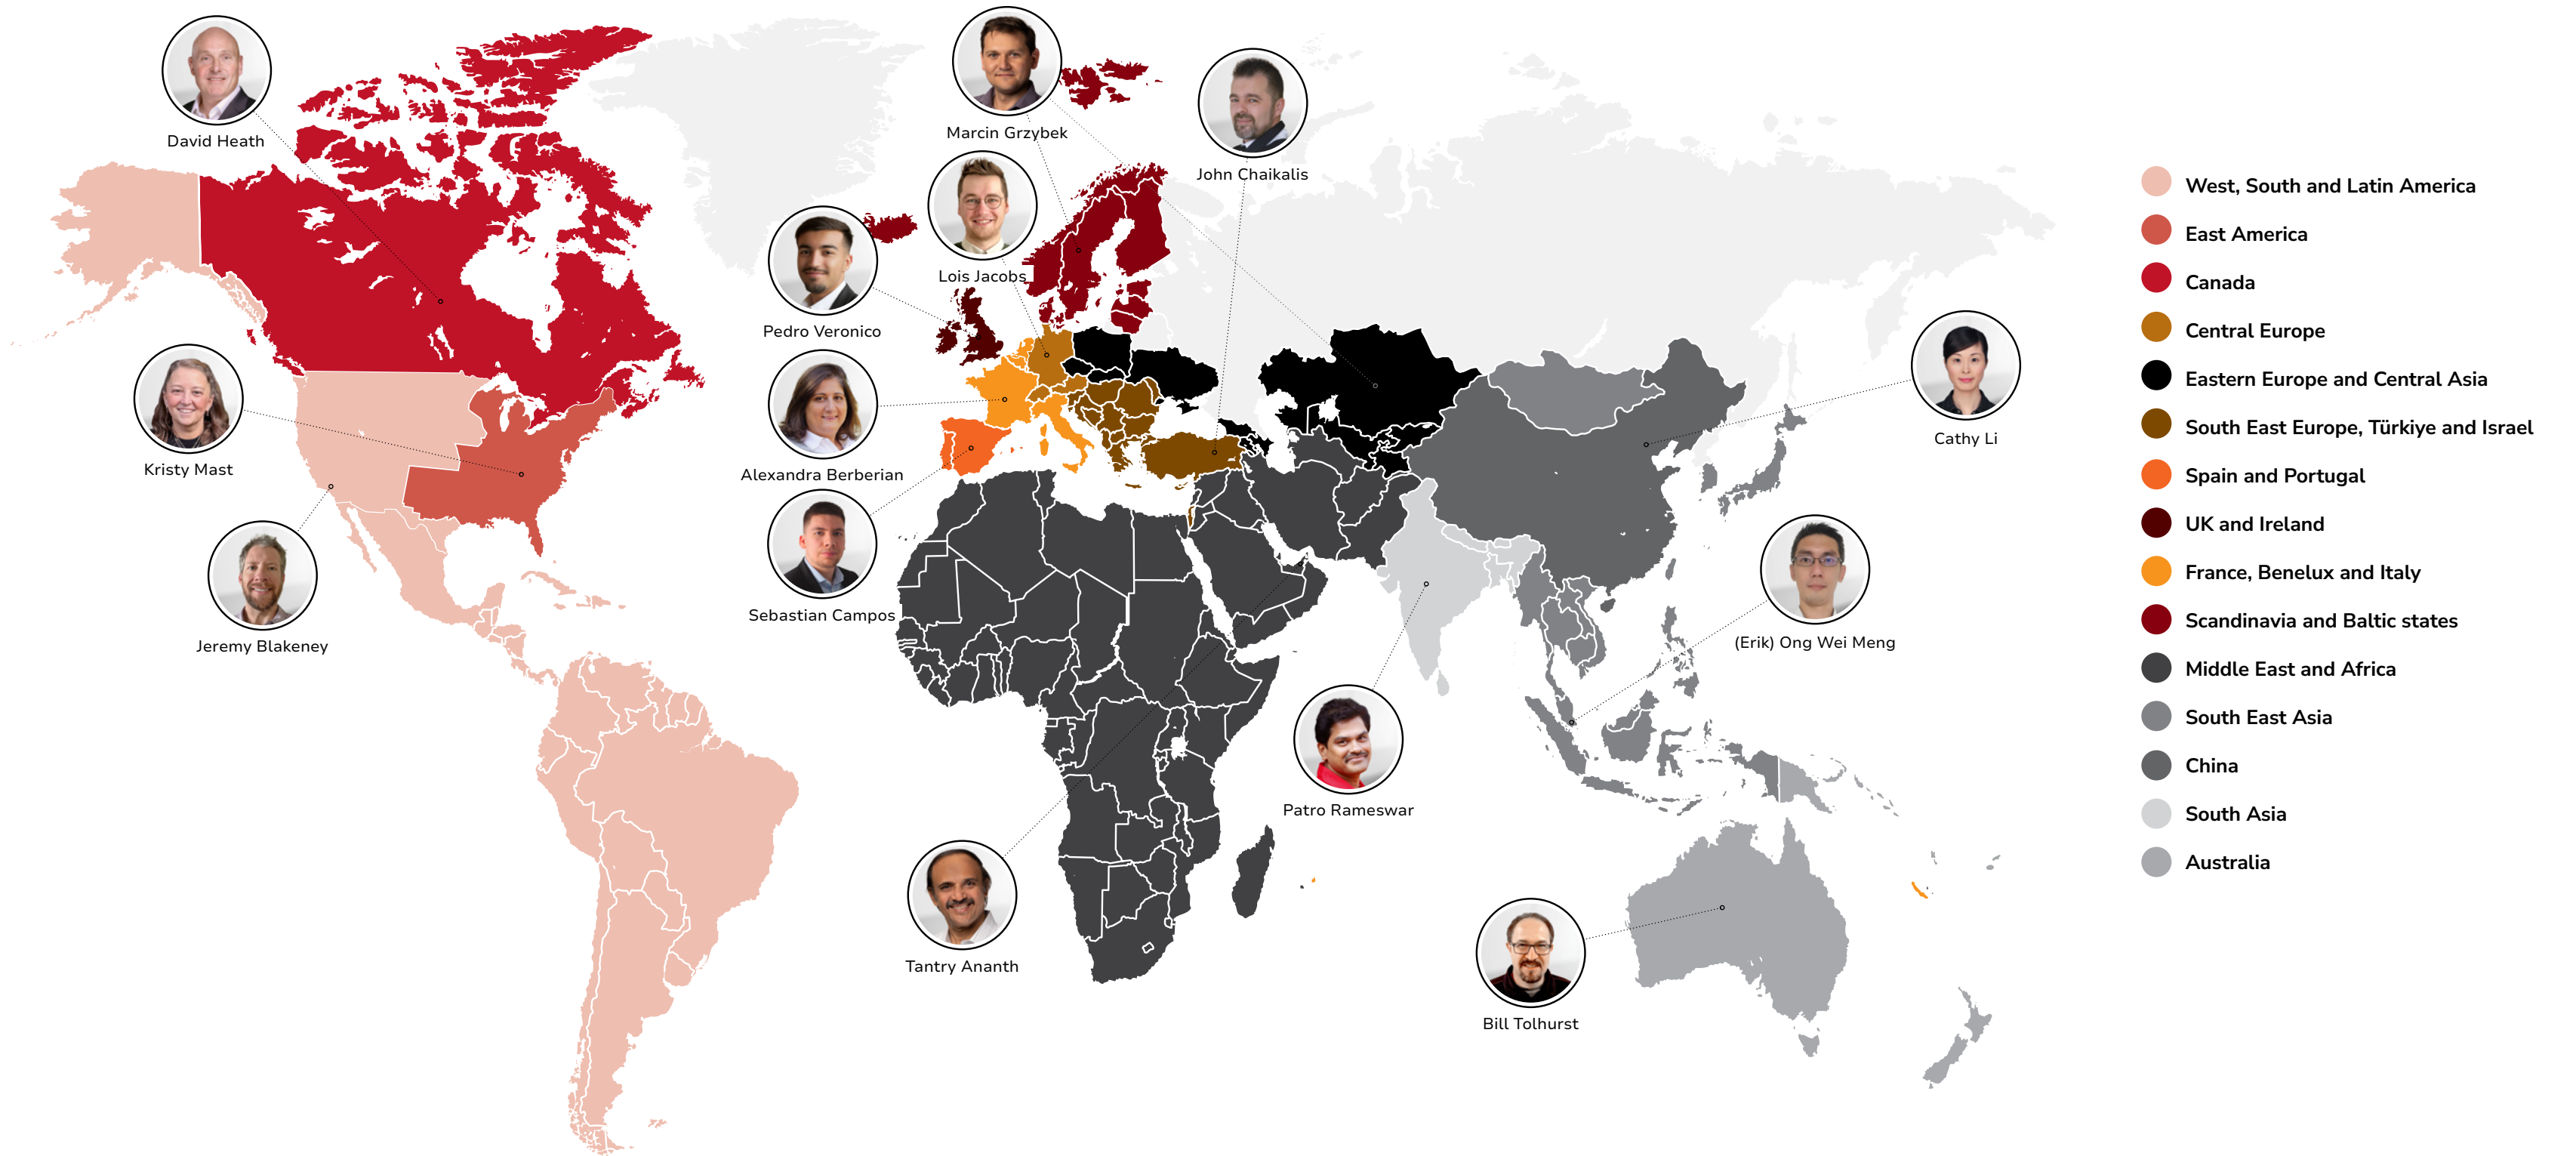 David Heath
Marcin Grzybek
John Chaikalis
Lois Jacobs
Pedro Veronico
Kristy Mast
Alexandra Berberian
Cathy Li
Jeremy Blakeney
Sebastian Campos
(Erik) Ong Wei Meng
Patro Rameswar
Tantry Ananth
Bill Tolhurst
West, South and Latin America
East America
Canada
Central Europe
Eastern Europe and Central Asia
South East Europe, Türkiye and Israel
Spain and Portugal
UK and Ireland
France, Benelux and Italy
Scandinavia and Baltic states
Middle East and Africa
South East Asia
China
South Asia
Australia